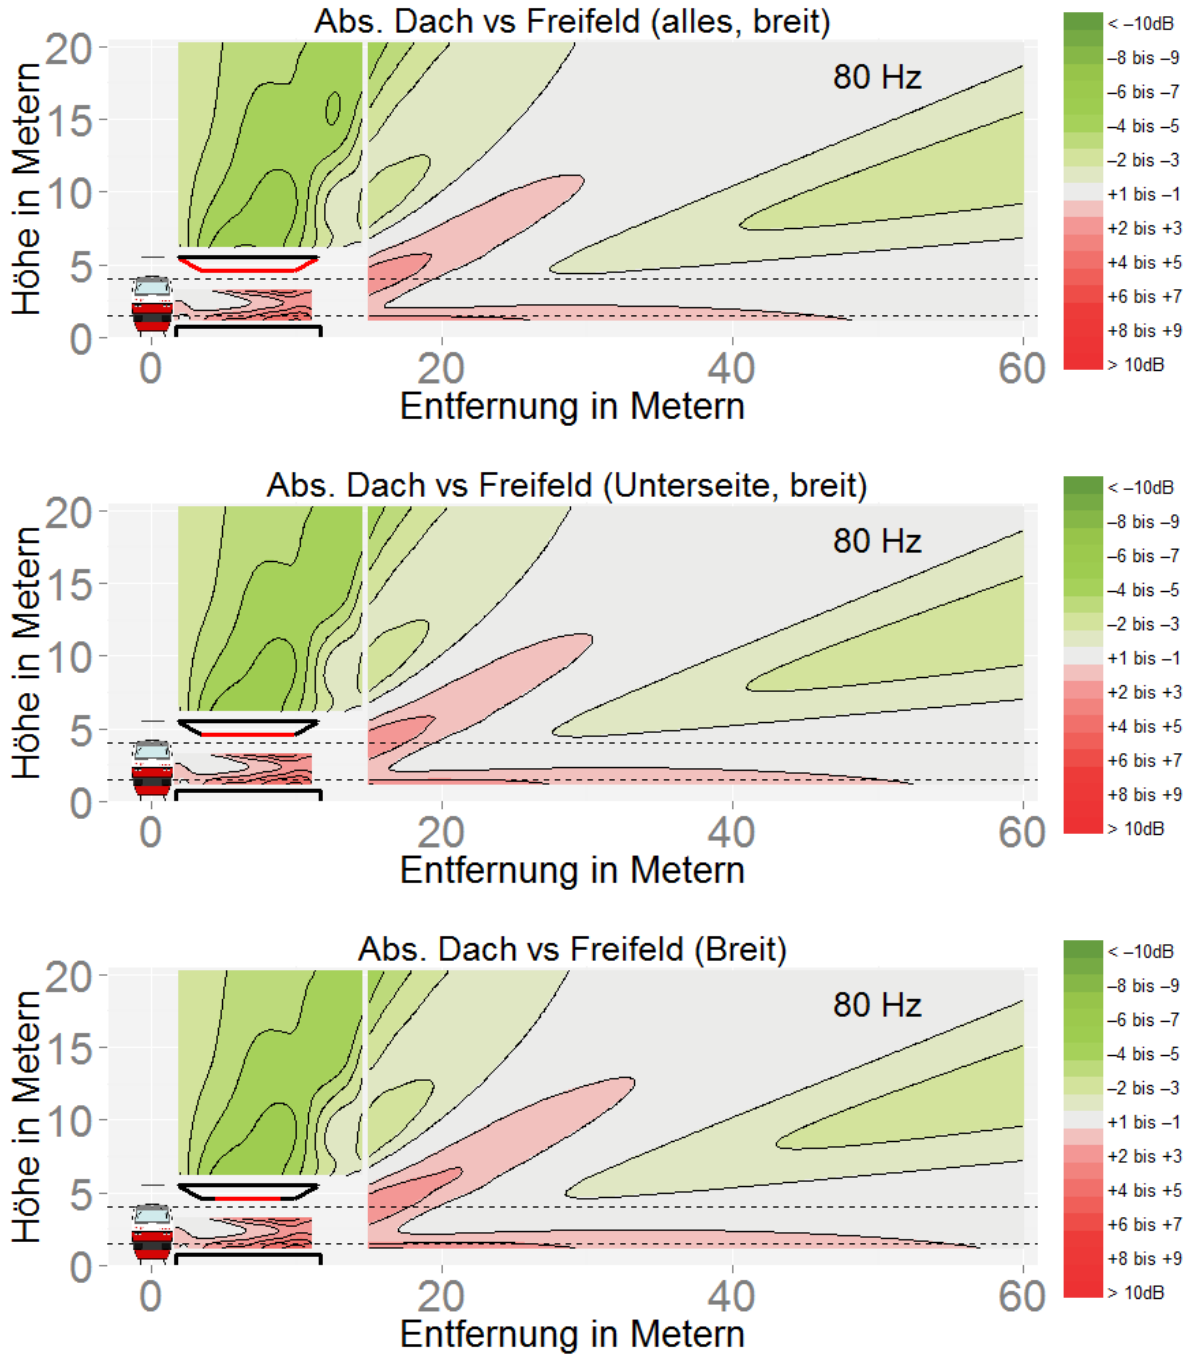 Abs. Dach vs Freifeld (alles, breit)
80 Hz
Höhe in Metern
20
15
10
5
0
0 20 40 60
Entfernung in Metern
< –10dB
–8 bis –9
–6 bis –7
–4 bis –5
–2 bis –3
+1 bis –1
+2 bis +3
+4 bis +5
+6 bis +7
+8 bis +9
> 10dB
Abs. Dach vs Freifeld (Unterseite, breit)
80 Hz
Höhe in Metern
20
15
10
5
0
0 20 40 60
Entfernung in Metern
< –10dB
–8 bis –9
–6 bis –7
–4 bis –5
–2 bis –3
+1 bis –1
+2 bis +3
+4 bis +5
+6 bis +7
+8 bis +9
> 10dB
Abs. Dach vs Freifeld (Breit)
80 Hz
Höhe in Metern
20
15
10
5
0
0 20 40 60
Entfernung in Metern
< –10dB
–8 bis –9
–6 bis –7
–4 bis –5
–2 bis –3
+1 bis –1
+2 bis +3
+4 bis +5
+6 bis +7
+8 bis +9
> 10dB